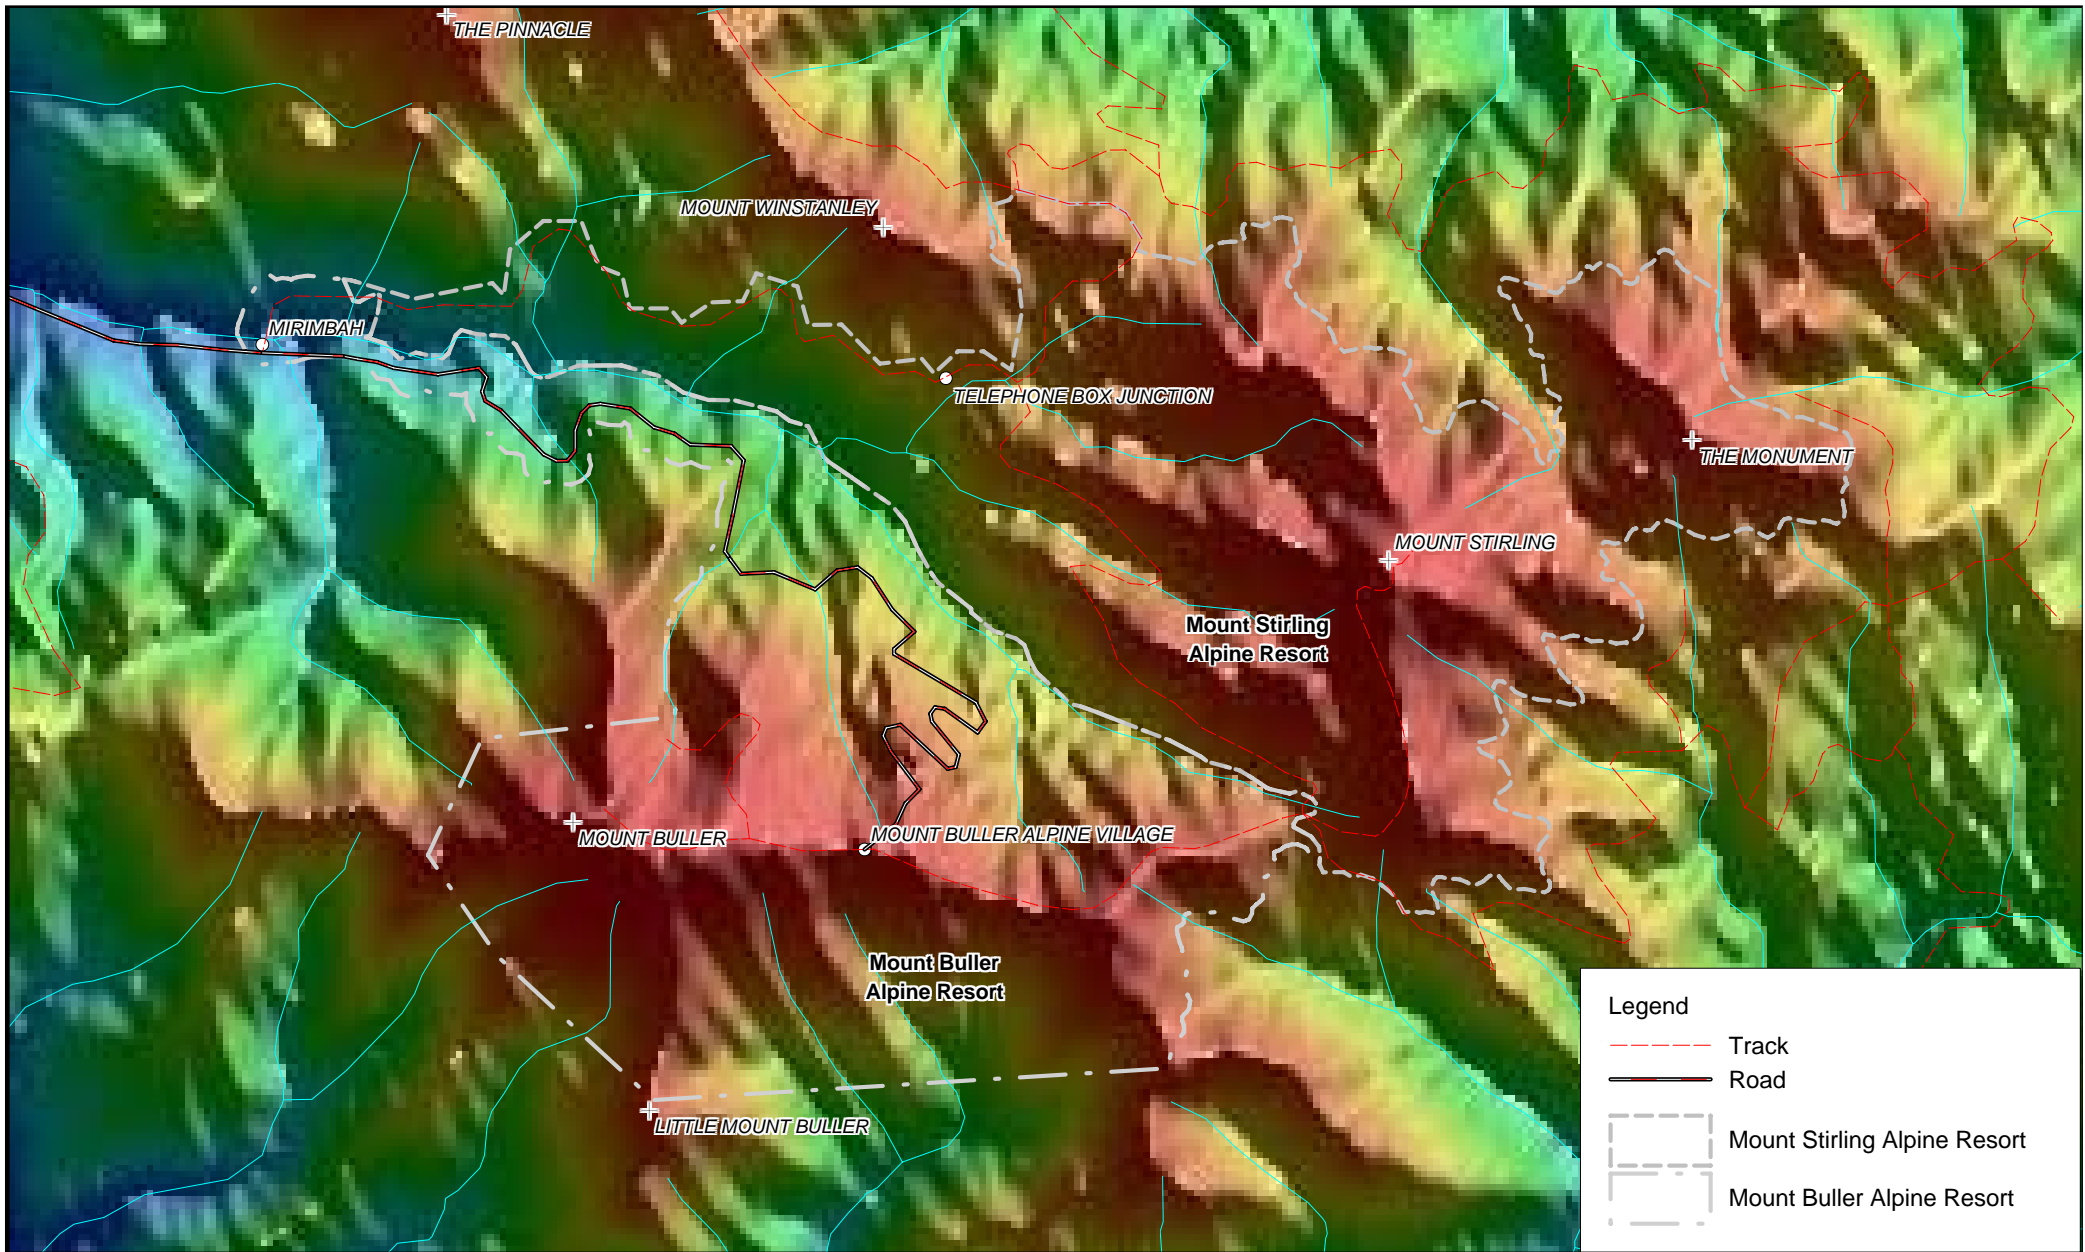 THE PINNACLE
MOUNT WINSTANLEY
MIRIMBAH
TELEPHONE BOX JUNCTION
THE MONUMENT
MOUNT STIRLING
Mount Stirling
Alpine Resort
MOUNT BULLER
MOUNT BULLER ALPINE VILLAGE
Mount Buller
Alpine Resort
LITTLE MOUNT BULLER
Legend
Track
Road
Mount Stirling Alpine Resort
Mount Buller Alpine Resort